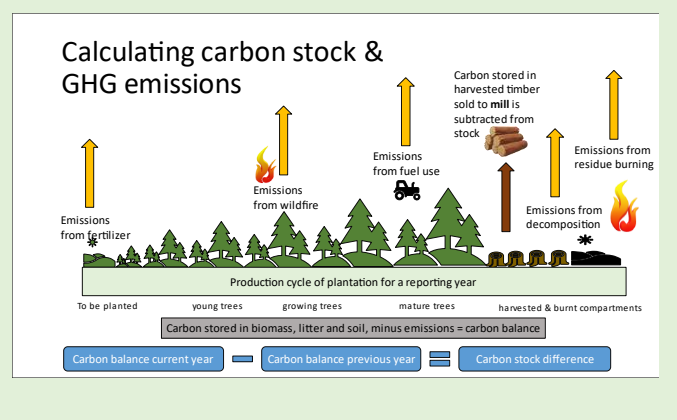 Calculating carbon stock &
GHG emissions
Carbon stored in
harvested timber
sold to mill is
subtracted from
stock
Emissions from
residue burning
Emissions
from fuel use
Emissions
from wildfire
Emissions from
decomposition
Emissions
from fertilizer
Production cycle of plantation for a reporting year
To be planted
young trees
growing trees
mature trees
harvested & burnt compartments
Carbon stored in biomass, litter and soil, minus emissions = carbon balance
Carbon balance current year
Carbon balance previous year
Carbon stock difference